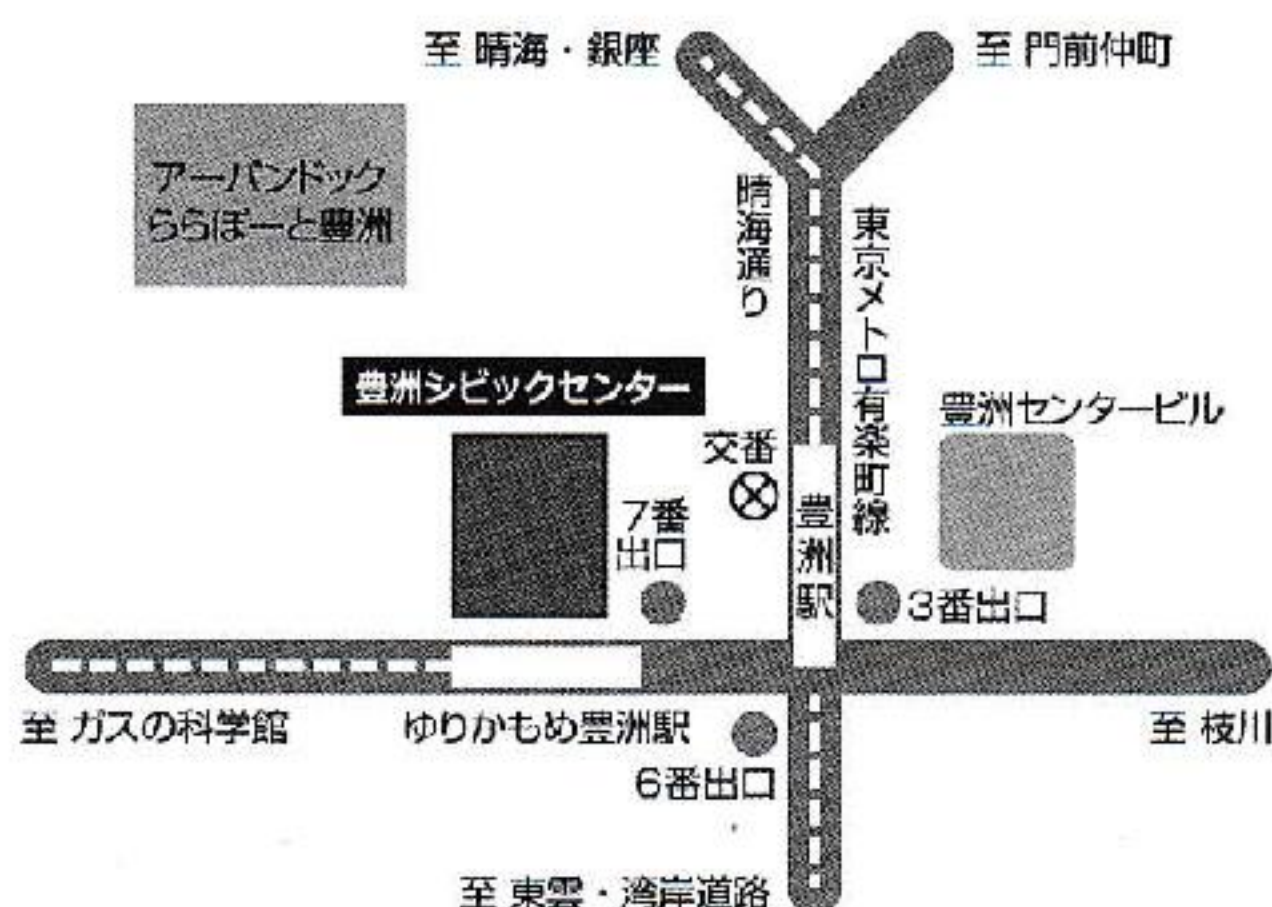 至 晴海・銀座
至 門前仲町
アーバンドック
ららぽーと豊洲
晴海通り
東京メトロ有楽町線
豊洲シビックセンター
豊洲センタービル
交番
7番
出口
豊洲駅
3番出口
至 ガスの科学館
ゆりかもめ豊洲駅
至 枝川
6番出口
至 東雲・湾岸道路